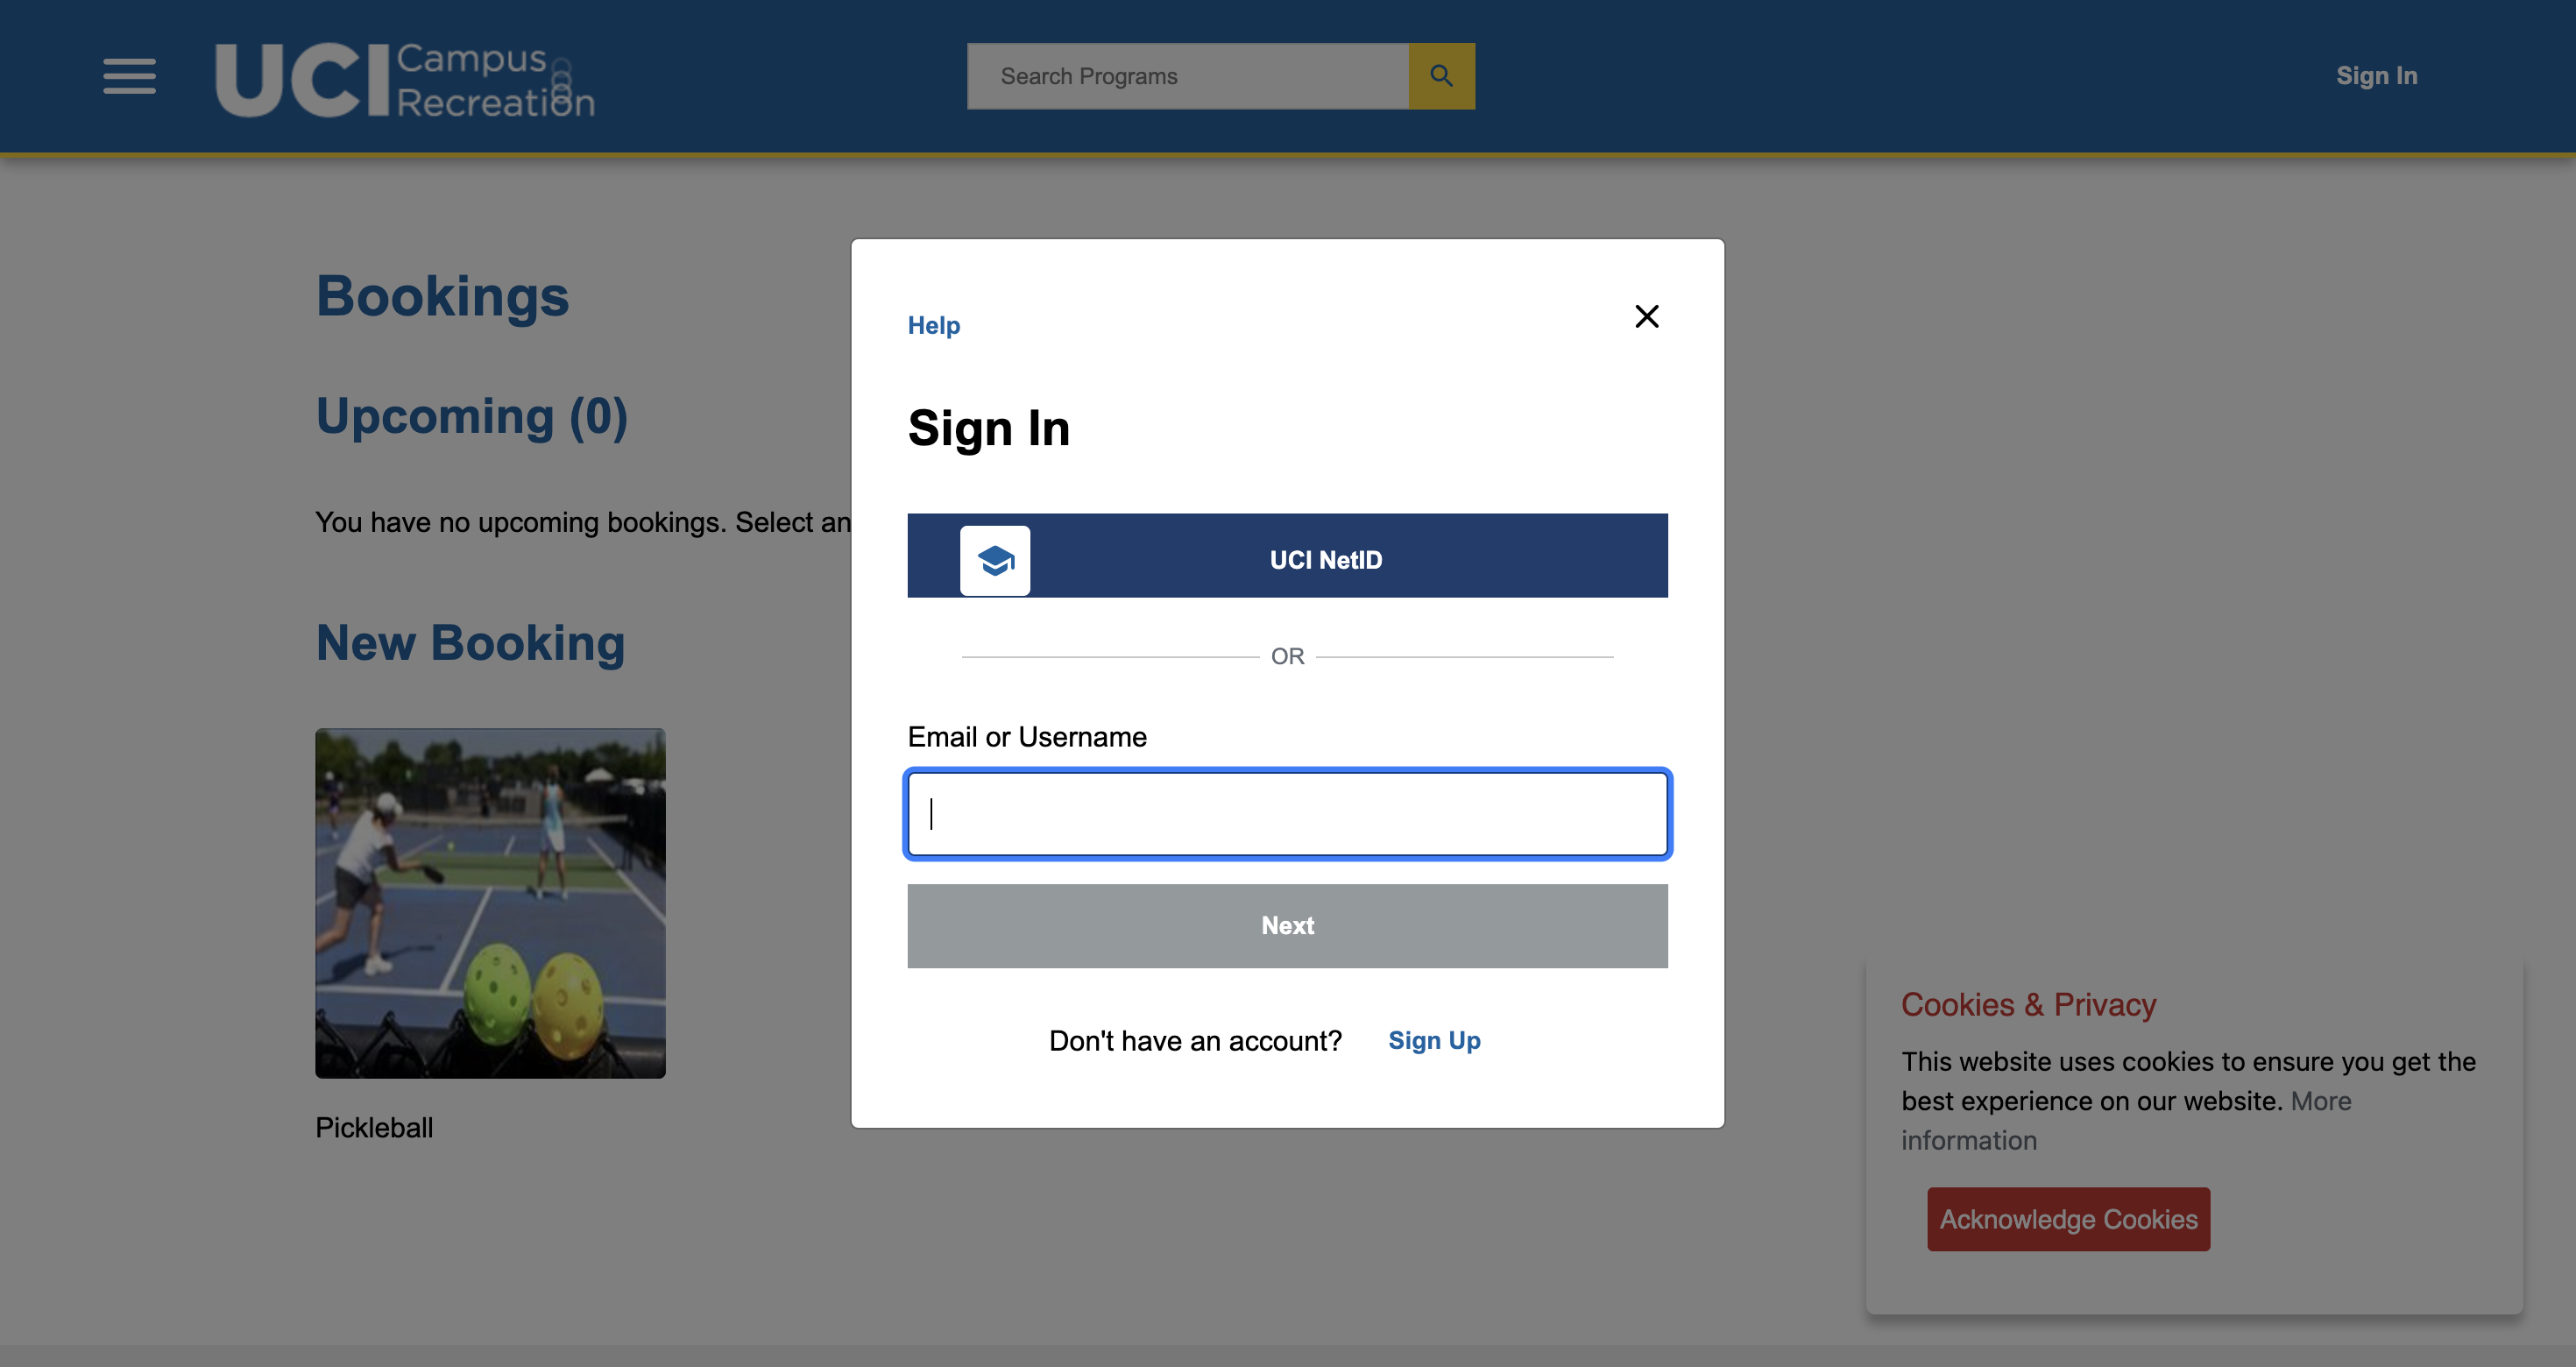 UCI Campus Recreation
Search Programs
Sign In
Bookings
Upcoming (0)
You have no upcoming bookings. Select an
New Booking
Pickleball
Help
Sign In
UCI NetID
OR
Email or Username
Next
Don't have an account? Sign Up
Cookies & Privacy
This website uses cookies to ensure you get the
best experience on our website. More
information
Acknowledge Cookies